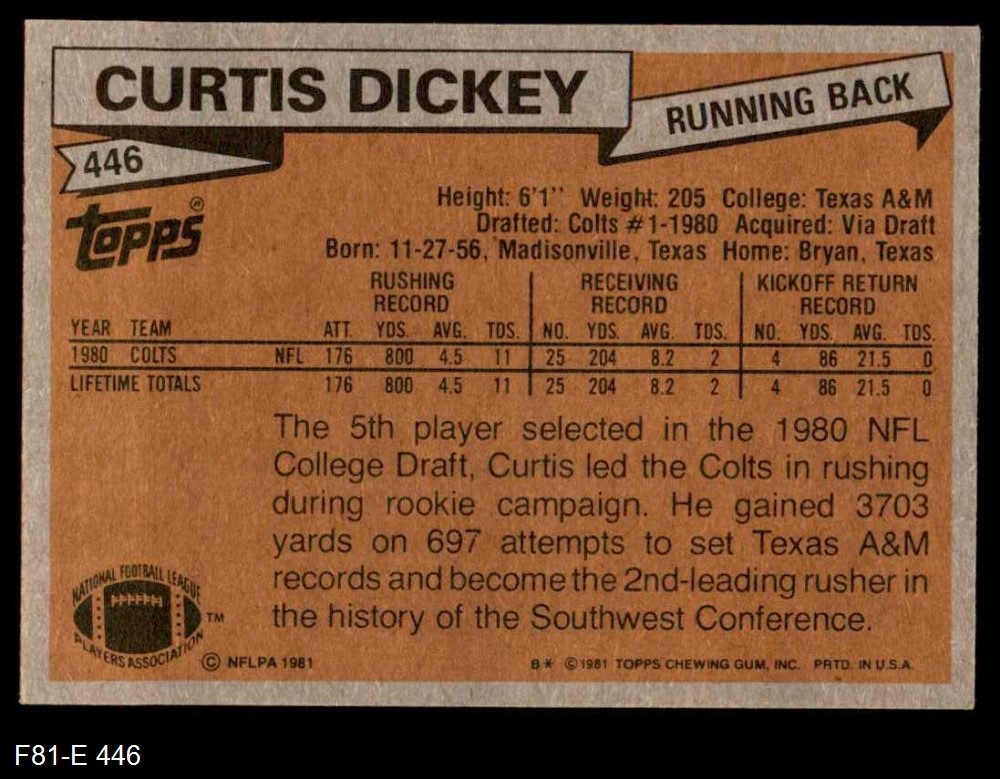 CURTIS DICKEY
RUNNING BACK
446
Topps®
Height: 6'1'' Weight: 205 College: Texas A&M
Drafted: Colts #1-1980 Acquired: Via Draft
Born: 11-27-56, Madisonville, Texas Home: Bryan, Texas
RUSHING RECORD RECEIVING RECORD KICKOFF RETURN RECORD
YEAR TEAM ATT. YDS. AVG. TDS. NO. YDS. AVG. TDS. NO. YDS. AVG. TDS.
1980 COLTS NFL 176 800 4.5 11 25 204 8.2 2 4 86 21.5 0
LIFETIME TOTALS 176 800 4.5 11 25 204 8.2 2 4 86 21.5 0
The 5th player selected in the 1980 NFL
College Draft, Curtis led the Colts in rushing
during rookie campaign. He gained 3703
yards on 697 attempts to set Texas A&M
records and become the 2nd-leading rusher in
the history of the Southwest Conference.
NATIONAL FOOTBALL LEAGUE
PLAYERS ASSOCIATION
TM
© NFLPA 1981
B* ©1981 TOPPS CHEWING GUM, INC. PRTD. IN U.S.A.
F81-E 446